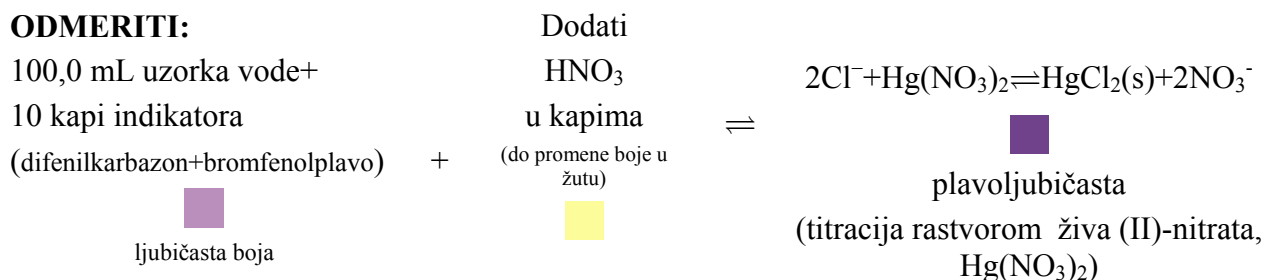 ODMERITI:
100,0 mL uzorka vode+
10 kapi indikatora
(difenilkarbazon+bromfenolplavo)
ljubičasta boja
+
Dodati
HNO₃
u kapima
(do promene boje u
žutu)
⇌
2Cl⁻+Hg(NO₃)₂⇌HgCl₂(s)+2NO₃⁻
plavoljubičasta
(titracija rastvorom živa (II)-nitrata,
Hg(NO₃)₂)